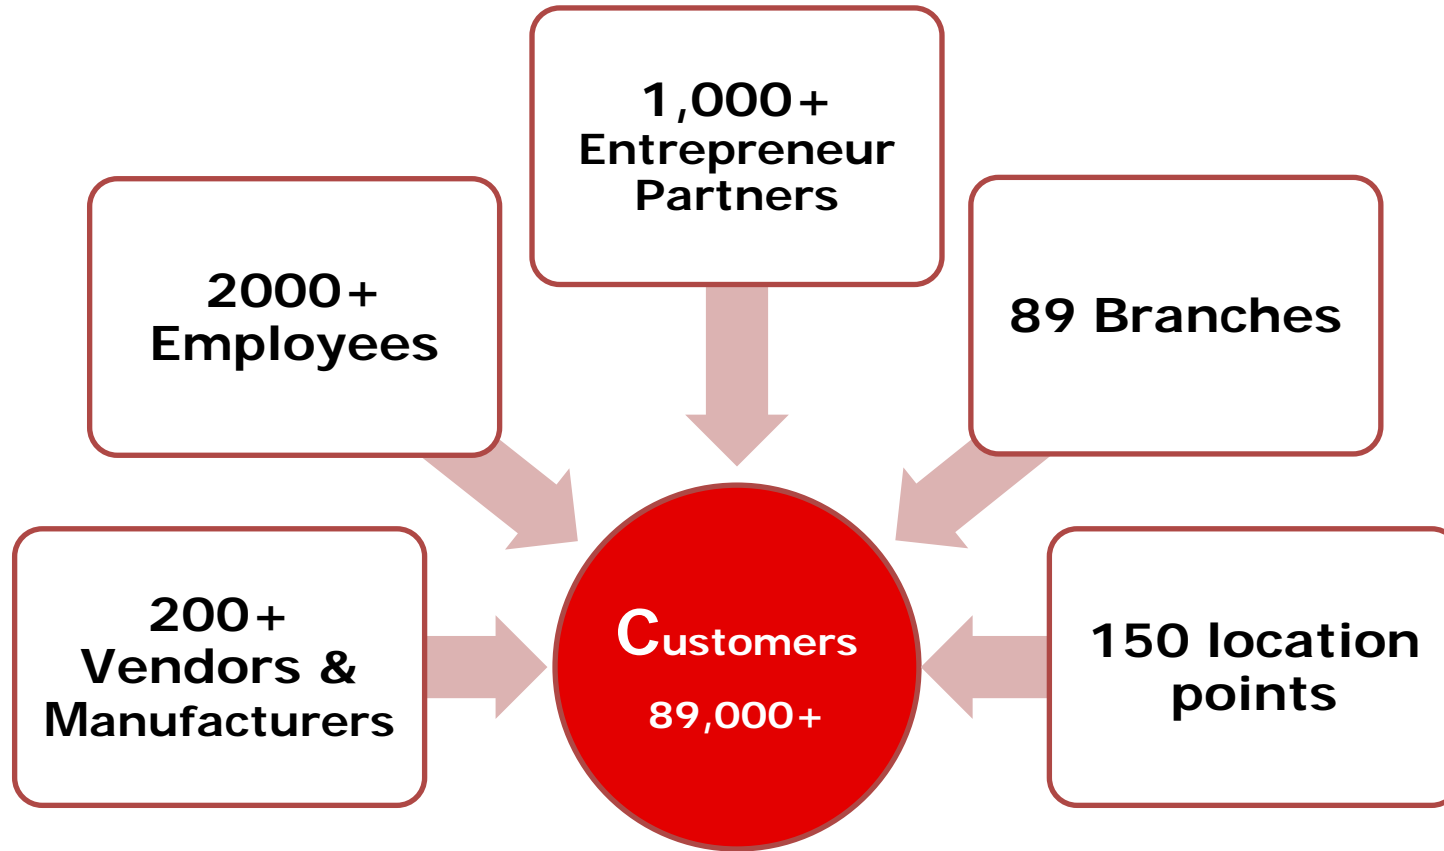 1,000+
Entrepreneur
Partners
2000+
Employees
89 Branches
200+
Vendors &
Manufacturers
Customers
89,000+
150 location
points